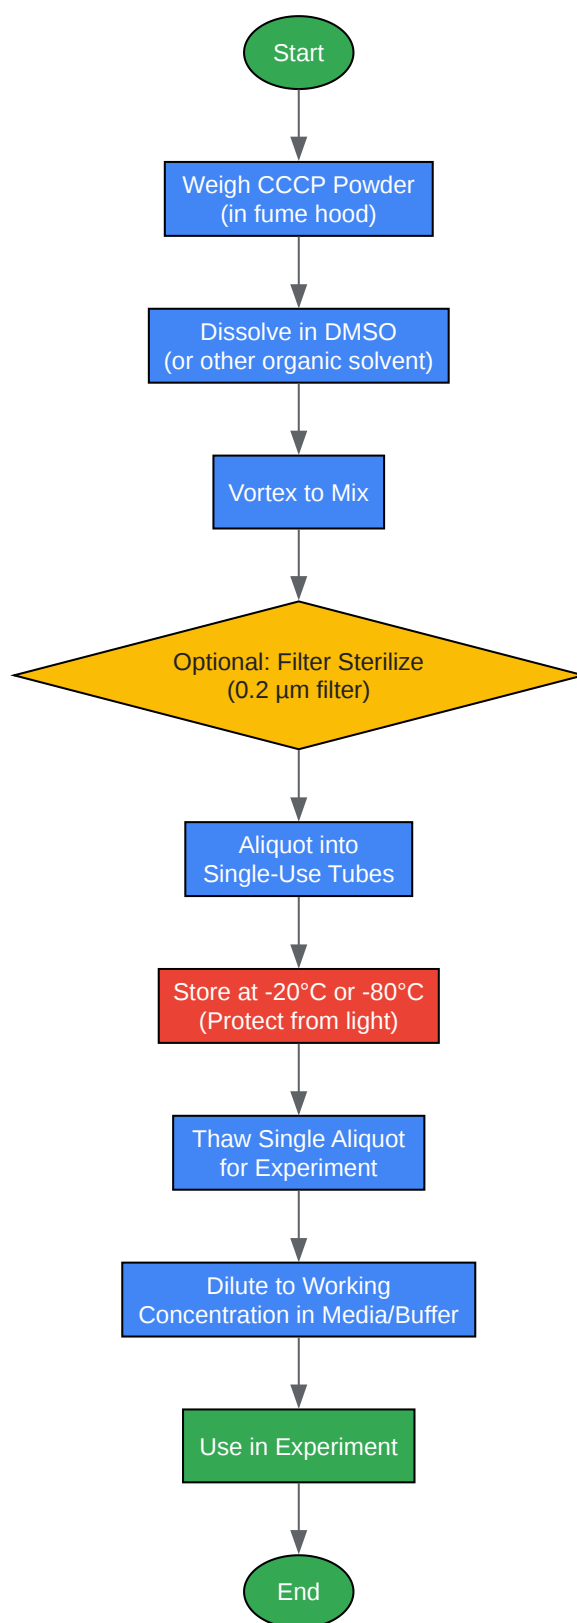 Start
Weigh CCCP Powder
(in fume hood)
Dissolve in DMSO
(or other organic solvent)
Vortex to Mix
Optional: Filter Sterilize
(0.2 µm filter)
Aliquot into
Single-Use Tubes
Store at -20°C or -80°C
(Protect from light)
Thaw Single Aliquot
for Experiment
Dilute to Working
Concentration in Media/Buffer
Use in Experiment
End